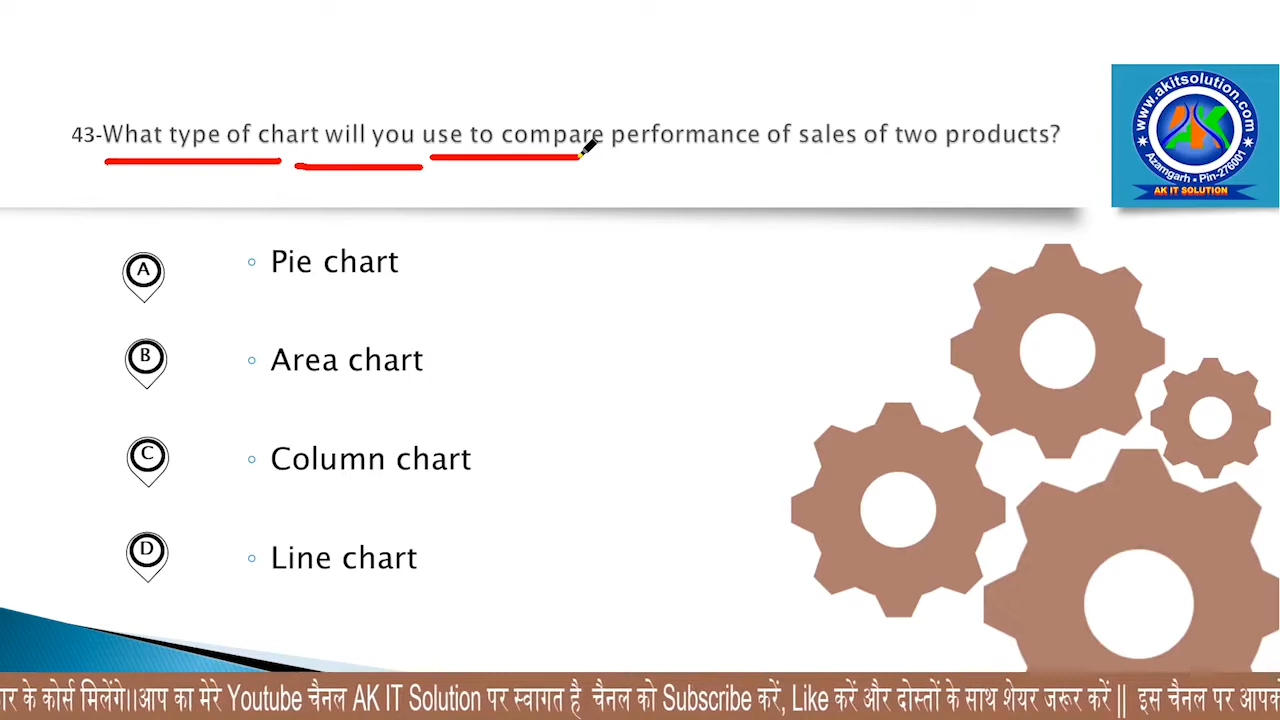 43-What type of chart will you use to compare performance of sales of two products?
www.akitsolution.com
AK
Azamgarh • Pin-276001
AK IT SOLUTION
A
Pie chart
B
Area chart
C
Column chart
D
Line chart
ार के कोर्स मिलेंगे।।आप का मेरे Youtube चैनल AK IT Solution पर स्वागत है चैनल को Subscribe करें, Like करें और दोस्तों के साथ शेयर जरूर करें || इस चैनल पर आपको